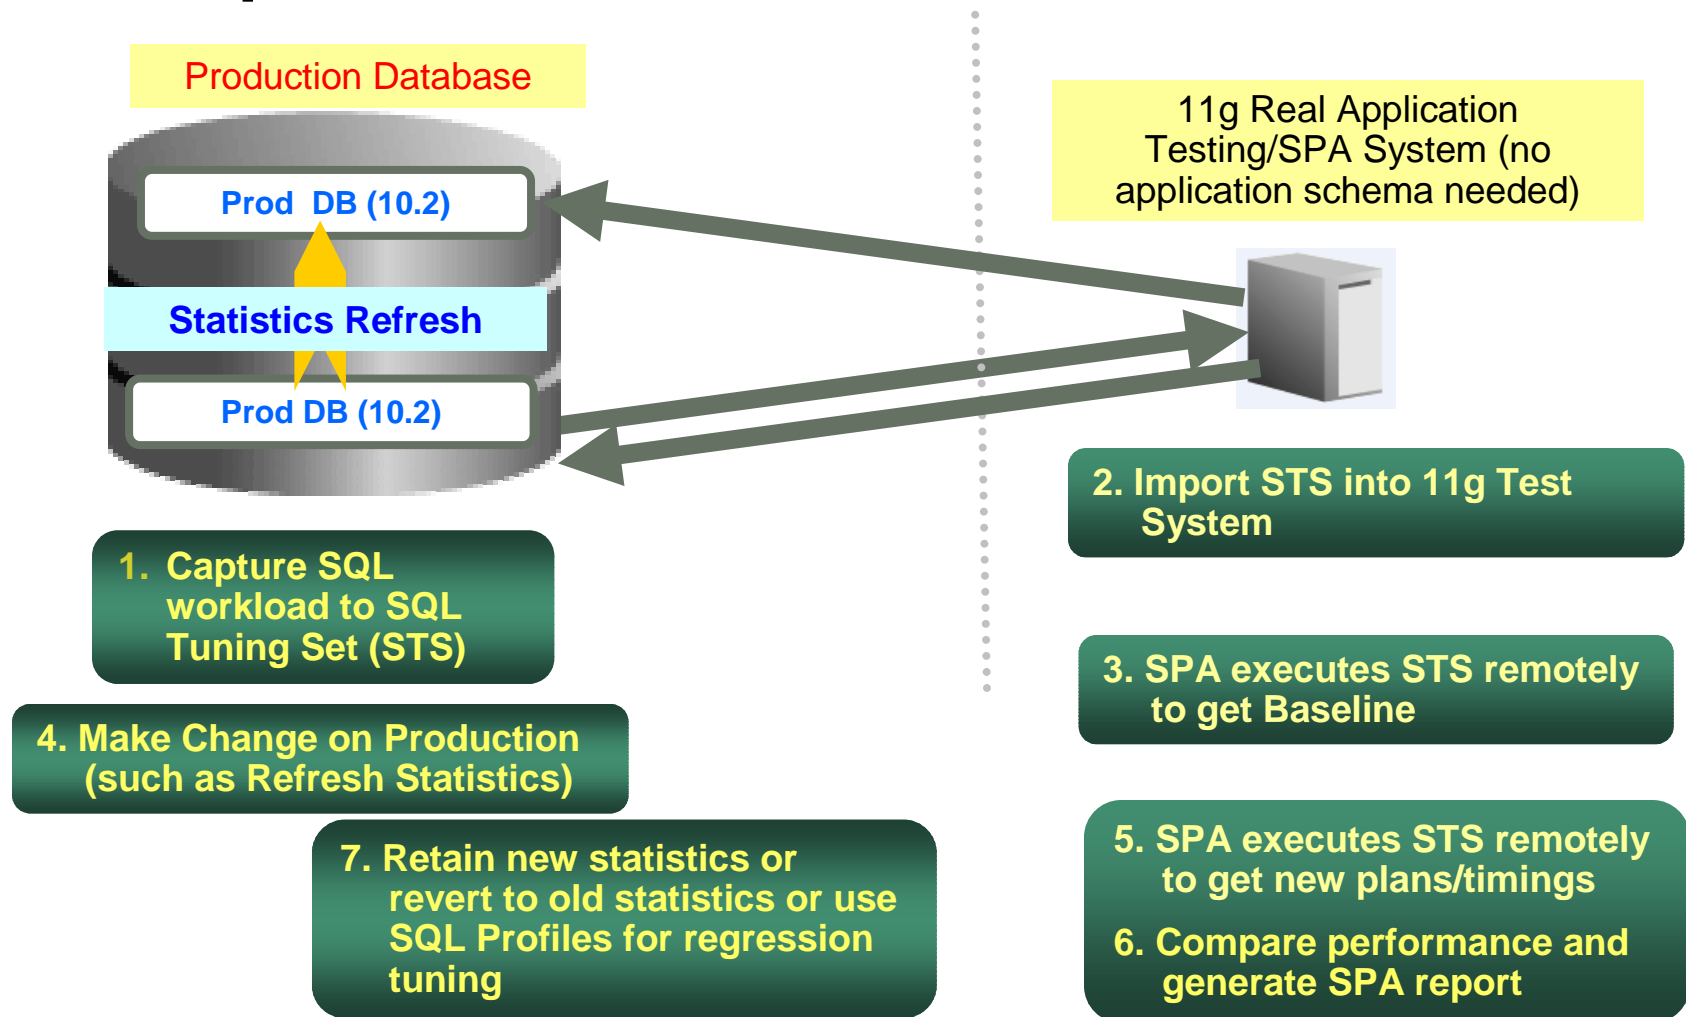 Production Database
11g Real Application
Testing/SPA System (no
application schema needed)
Prod DB (10.2)
Statistics Refresh
Prod DB (10.2)
1. Capture SQL
workload to SQL
Tuning Set (STS)
2. Import STS into 11g Test
System
3. SPA executes STS remotely
to get Baseline
4. Make Change on Production
(such as Refresh Statistics)
5. SPA executes STS remotely
to get new plans/timings
6. Compare performance and
generate SPA report
7. Retain new statistics or
revert to old statistics or use
SQL Profiles for regression
tuning